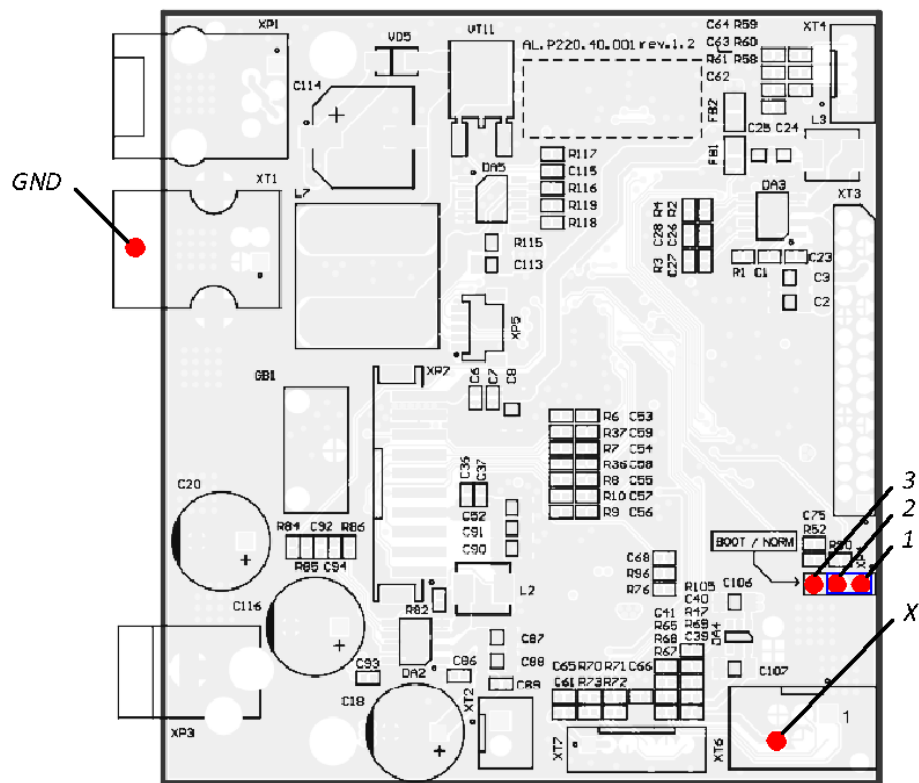 XP1
VD5
VT11
AL.P220.40.001 rev.1.2
C64 R59
C63 R60
R61 R58
C62
XT4
C114
FB2
L3
C25 C24
FB1
GND
XT1
L7
DA5
R117
C115
R116
R119
R118
DA3
XT3
R4 R2
C28 C26
R3 C27
R115
C113
R1 C1 C23
C3
C2
XP5
GB1
XP7
C6 C7 C8
R6 C53
R37 C59
R7 C54
R36 C58
R8 C55
R10 C57
R9 C56
C36 C37
C20
C52
C91
C90
3
2
1
C75
R52
R84 C92 R86
R85 C94
BOOT / NORM
R90
C68
R96
R76
L2
R105
C40
C106
C116
R82
C41 R47
R65 R69
R68 C39
R67
DA4
X
C87
C88
C93
DA2
C86
C89
C65 R70 R71 C66
C61 R73 R72
C107
C18
XT2
1
XP3
XT7
XT6